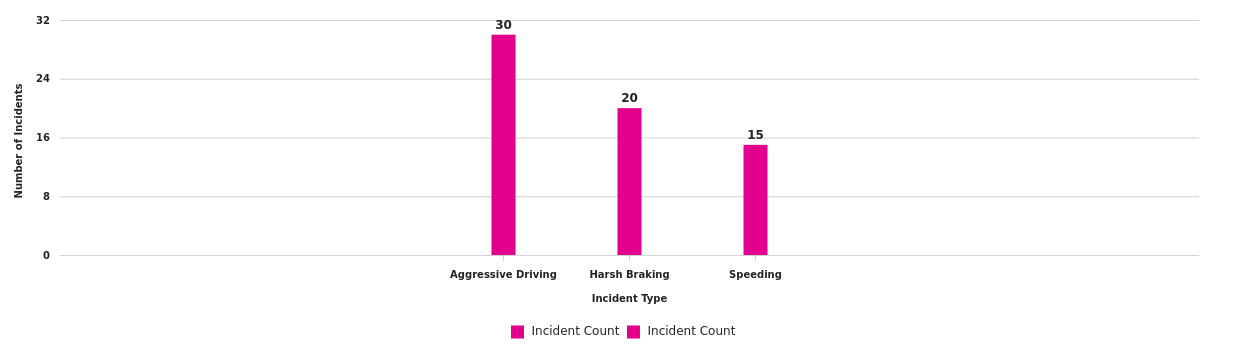 32
30
24
20
16
15
8
0
Number of Incidents
Aggressive Driving Harsh Braking Speeding
Incident Type
Incident Count Incident Count